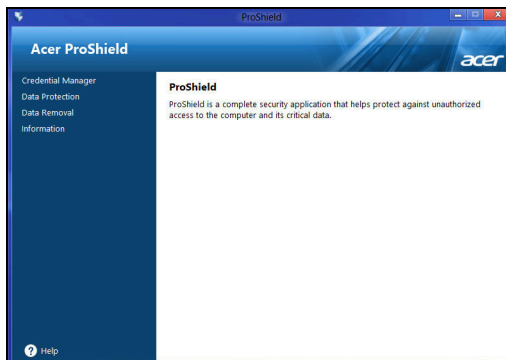 ProShield
Acer ProShield
acer
Credential Manager
Data Protection
Data Removal
Information
ProShield
ProShield is a complete security application that helps protect against unauthorized
access to the computer and its critical data.
? Help